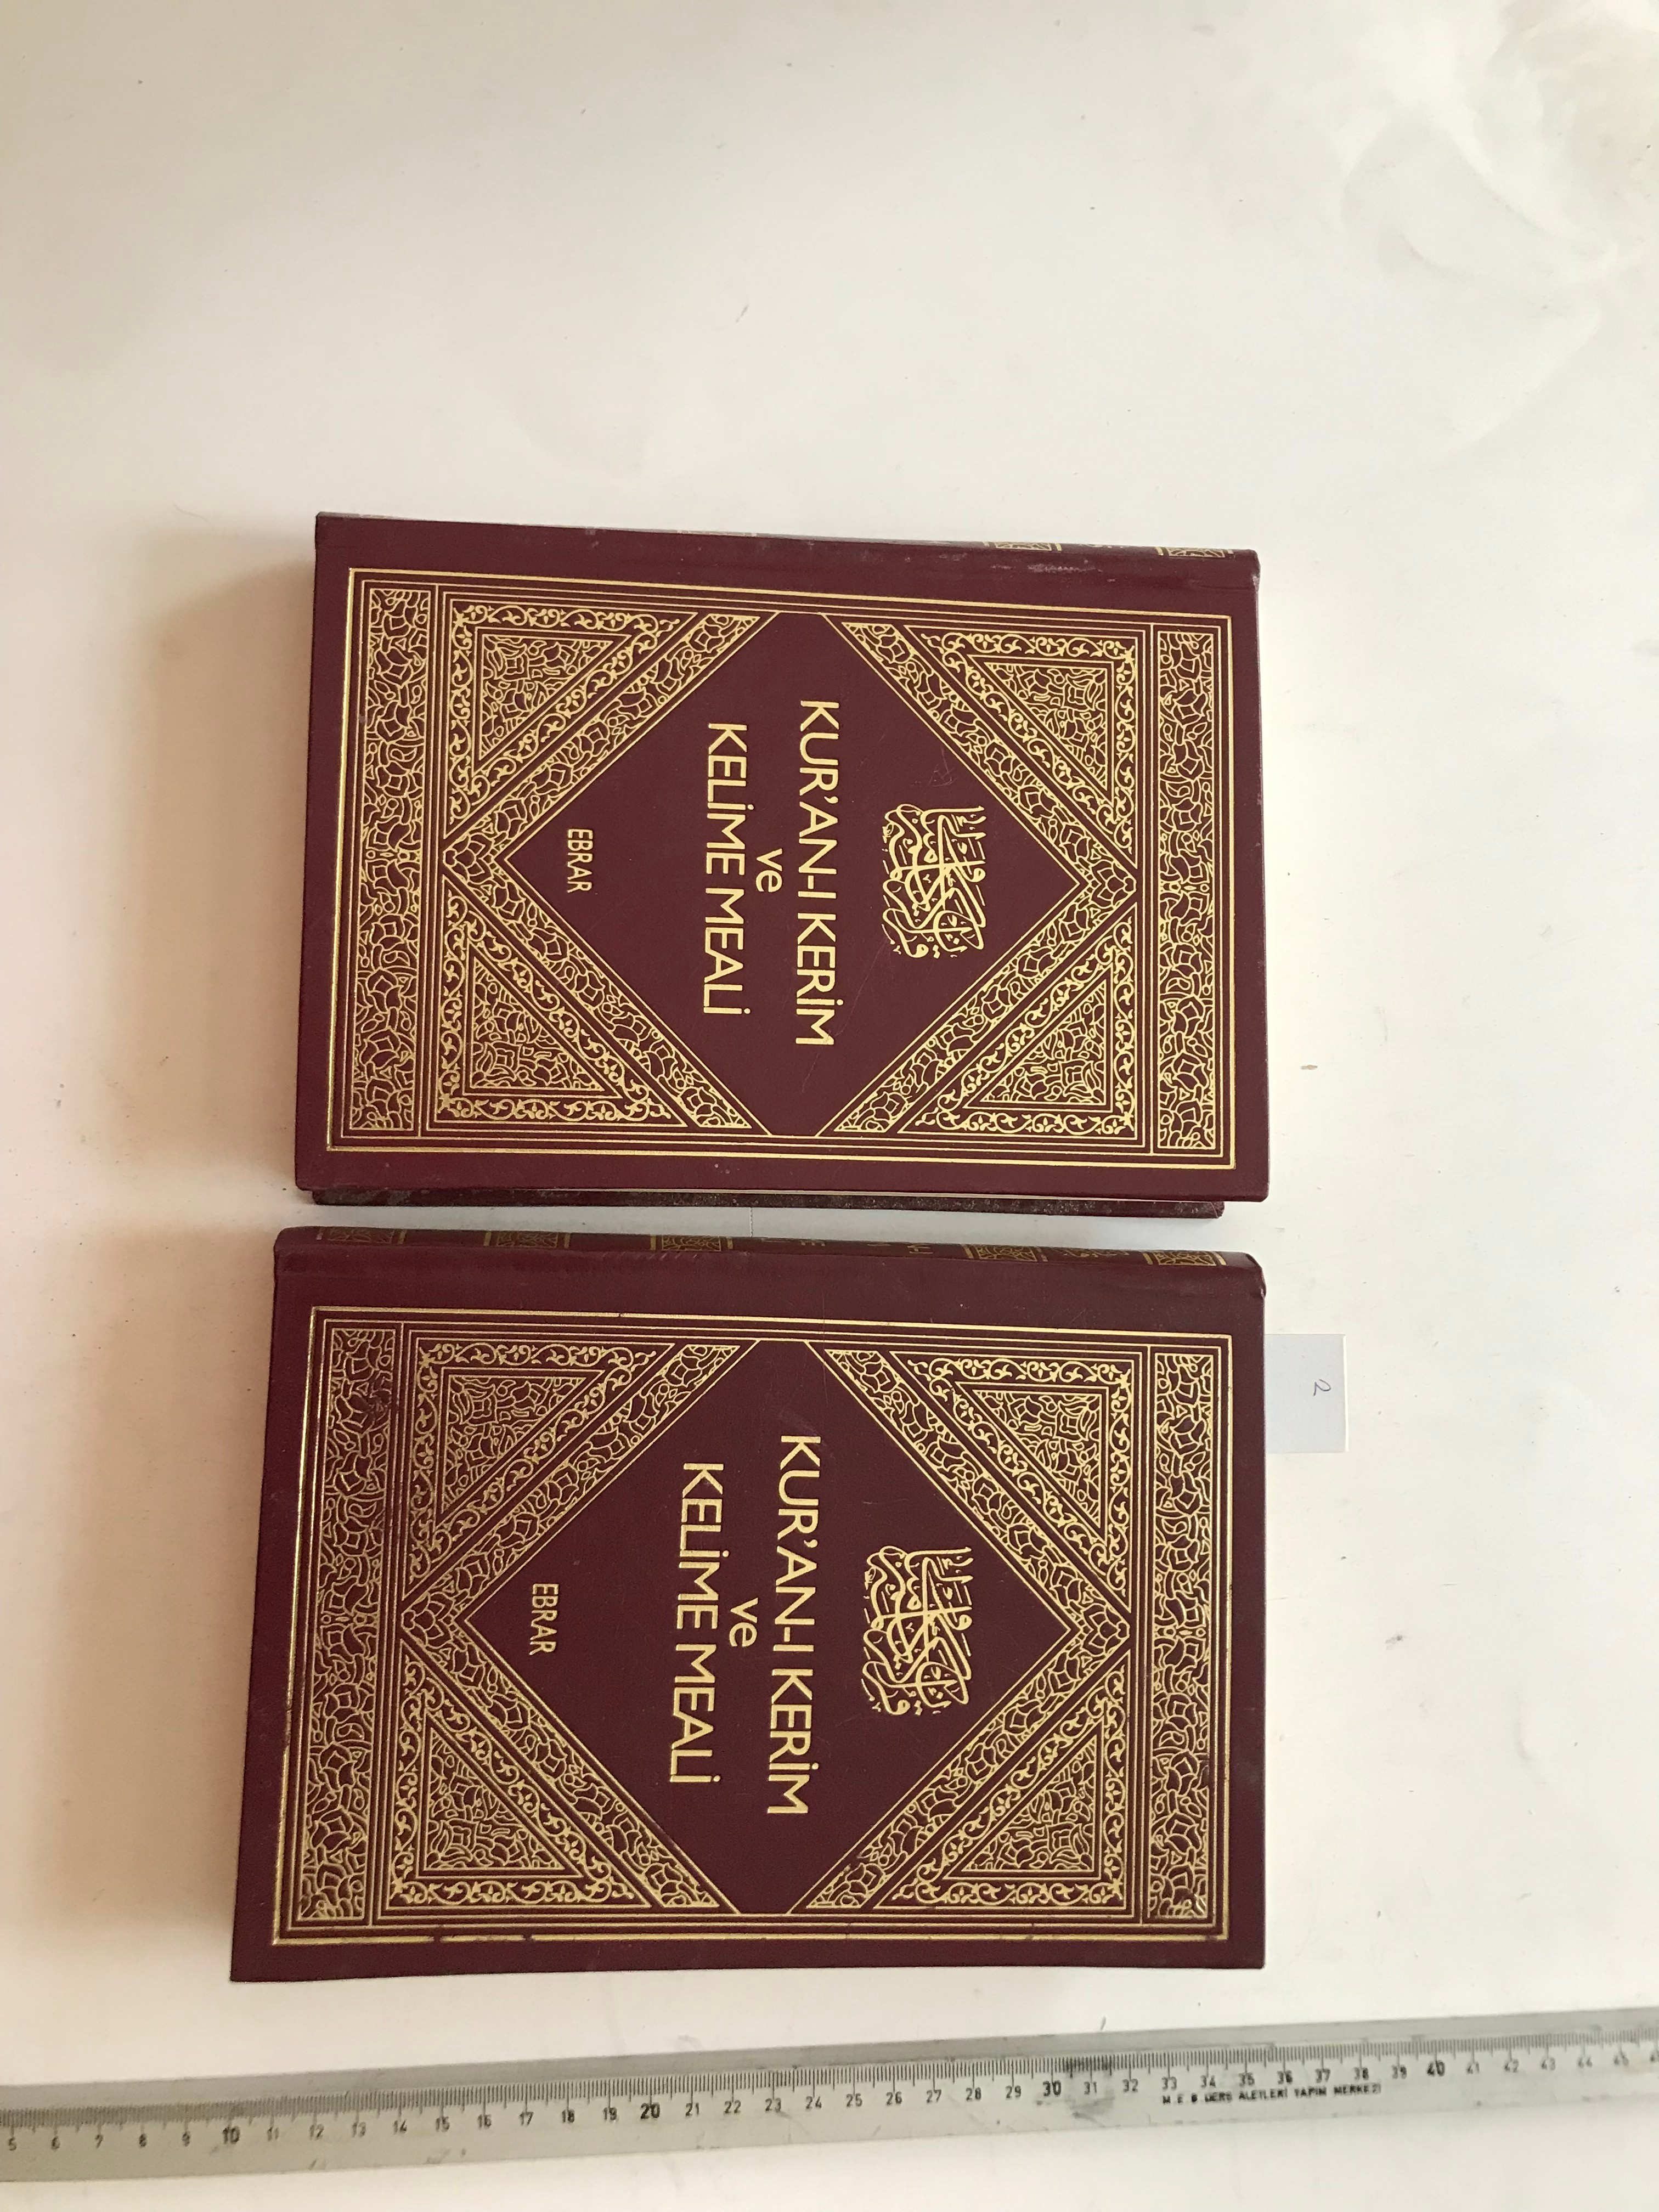 KUR'AN-I KERİM
ve
KELİME MEALİ
EBRAR
KUR'AN-I KERİM
ve
KELİME MEALİ
EBRAR
2
5 6 7 8 9 10 11 12 13 14 15 16 17 18 19 20 21 22 23 24 25 26 27 28 29 30 31 32 33 34 35 36 37 38 39 40 41 42 43 44 45
M.E.B DERS ALETLERİ YAPIM MERKEZİ